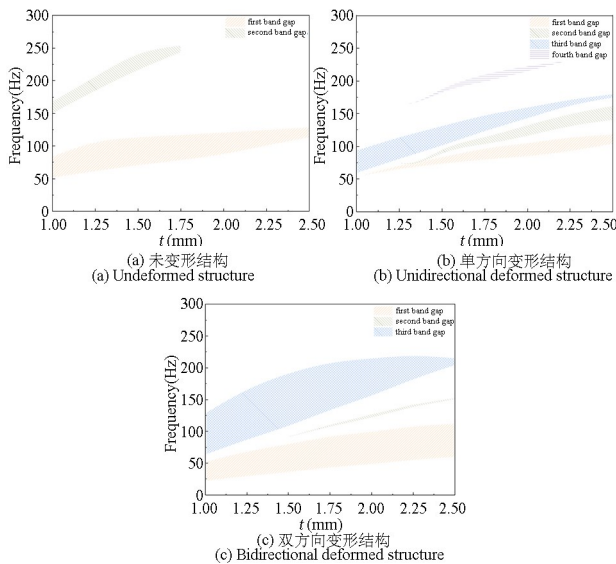 300
250
200
150
100
50
0
Frequency(Hz)
first band gap
second band gap
1.00 1.25 1.50 1.75 2.00 2.25 2.50
t (mm)
(a) 未变形结构
(a) Undeformed structure
300
250
200
150
100
50
0
Frequency(Hz)
first band gap
second band gap
third band gap
fourth band gap
1.00 1.25 1.50 1.75 2.00 2.25 2.50
t (mm)
(b) 单方向变形结构
(b) Unidirectional deformed structure
300
250
200
150
100
50
0
Frequency(Hz)
first band gap
second band gap
third band gap
1.00 1.25 1.50 1.75 2.00 2.25 2.50
t (mm)
(c) 双方向变形结构
(c) Bidirectional deformed structure